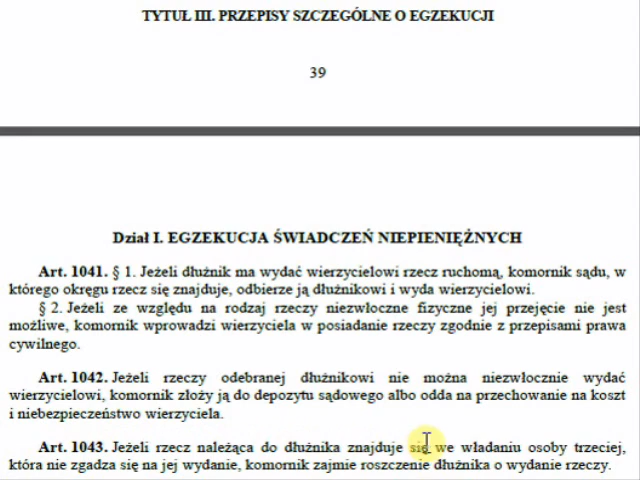 TYTUŁ III. PRZEPISY SZCZEGÓLNE O EGZEKUCJI
39
Dział I. EGZEKUCJA ŚWIADCZEŃ NIEPIENIĘŻNYCH
Art. 1041. § 1. Jeżeli dłużnik ma wydać wierzycielowi rzecz ruchomą, komornik sądu, w
którego okręgu rzecz się znajduje, odbierze ją dłużnikowi i wyda wierzycielowi.
§ 2. Jeżeli ze względu na rodzaj rzeczy niezwłoczne fizyczne jej przejęcie nie jest
możliwe, komornik wprowadzi wierzyciela w posiadanie rzeczy zgodnie z przepisami prawa
cywilnego.
Art. 1042. Jeżeli rzeczy odebranej dłużnikowi nie można niezwłocznie wydać
wierzycielowi, komornik złoży ją do depozytu sądowego albo odda na przechowanie na koszt
i niebezpieczeństwo wierzyciela.
Art. 1043. Jeżeli rzecz należąca do dłużnika znajduje się we władaniu osoby trzeciej,
która nie zgadza się na jej wydanie, komornik zajmie roszczenie dłużnika o wydanie rzeczy.